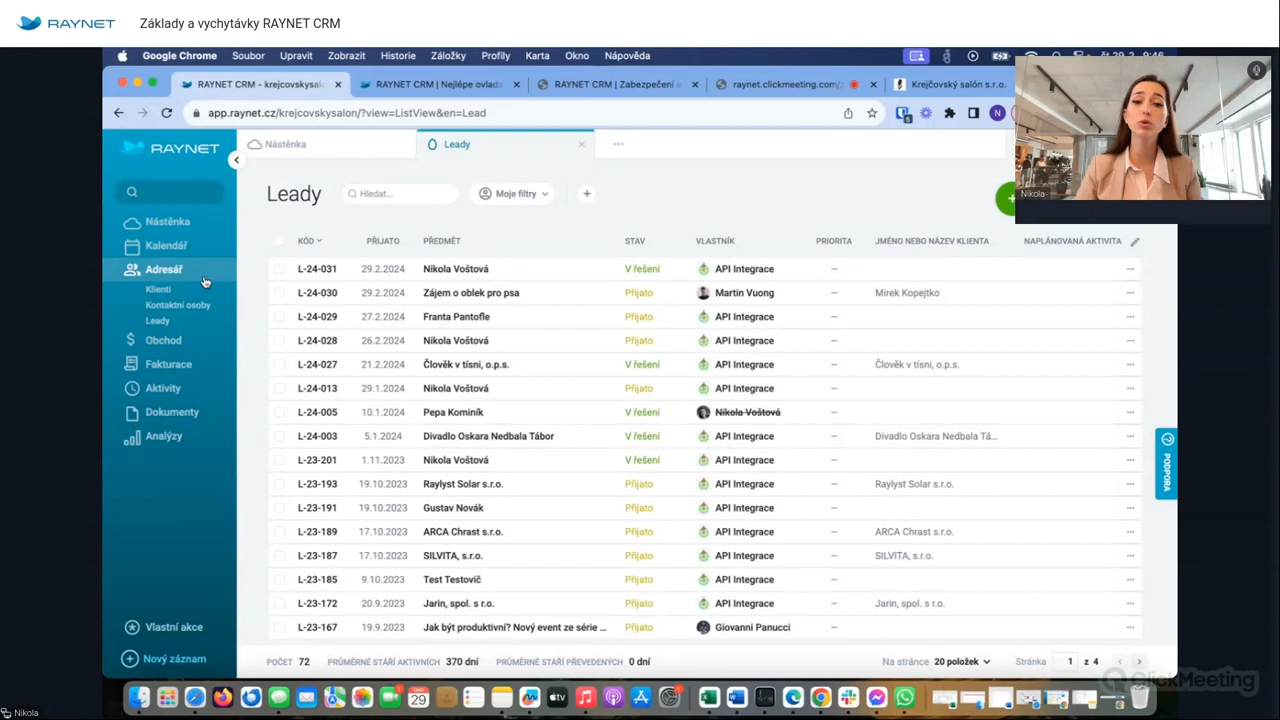 RAYNET Základy a vychytávky RAYNET CRM
Google Chrome Soubor Upravit Zobrazit Historie Záložky Profily Karta Okno Nápověda
čt 29. 2. 9:46
RAYNET CRM - krejcovskysalon
RAYNET CRM | Nejlépe ovlada
RAYNET CRM | Zabezpečení a
raynet.clickmeeting.com/
Krejčovský salón s.r.o.
app.raynet.cz/krejcovskysalon/?view=ListView&en=Lead
N
RAYNET
Nástěnka
Leady
Leady
Hledat...
Moje filtry
Nikola
Nástěnka
Kalendář
Adresář
Klienti
Kontaktní osoby
Leady
Obchod
Fakturace
Aktivity
Dokumenty
Analýzy
Vlastní akce
Nový záznam
KÓD PŘIJATO PŘEDMĚT STAV VLASTNÍK PRIORITA JMÉNO NEBO NÁZEV KLIENTA NAPLÁNOVANÁ AKTIVITA
L-24-031 29.2.2024 Nikola Voštová V řešení API Integrace –
L-24-030 29.2.2024 Zájem o oblek pro psa Přijato Martin Vuong – Mirek Kopejtko
L-24-029 27.2.2024 Franta Pantofle Přijato API Integrace –
L-24-028 26.2.2024 Nikola Voštová Přijato API Integrace –
L-24-027 21.2.2024 Člověk v tísni, o.p.s. V řešení API Integrace – Člověk v tísni, o.p.s.
L-24-013 29.1.2024 Nikola Voštová Přijato API Integrace –
L-24-005 10.1.2024 Pepa Kominík V řešení Nikola Voštová –
L-24-003 5.1.2024 Divadlo Oskara Nedbala Tábor V řešení API Integrace – Divadlo Oskara Nedbala Tá...
L-23-201 1.11.2023 Nikola Voštová V řešení API Integrace –
L-23-193 19.10.2023 Raylyst Solar s.r.o. Přijato API Integrace – Raylyst Solar s.r.o.
L-23-191 19.10.2023 Gustav Novák Přijato API Integrace –
L-23-189 17.10.2023 ARCA Chrast s.r.o. Přijato API Integrace – ARCA Chrast s.r.o.
L-23-187 17.10.2023 SILVITA, s.r.o. Přijato API Integrace – SILVITA, s.r.o.
L-23-185 9.10.2023 Test Testovič Přijato API Integrace –
L-23-172 20.9.2023 Jarin, spol. s r.o. Přijato API Integrace – Jarin, spol. s r.o.
L-23-167 19.9.2023 Jak být produktivní? Nový event ze série ... Přijato Giovanni Panucci –
PODPORA
POČET 72 PRŮMĚRNÉ STÁŘÍ AKTIVNÍCH 370 dní PRŮMĚRNÉ STÁŘÍ PŘEVEDENÝCH 0 dní Na stránce 20 položek Stránka 1 z 4
ClickMeeting
Nikola